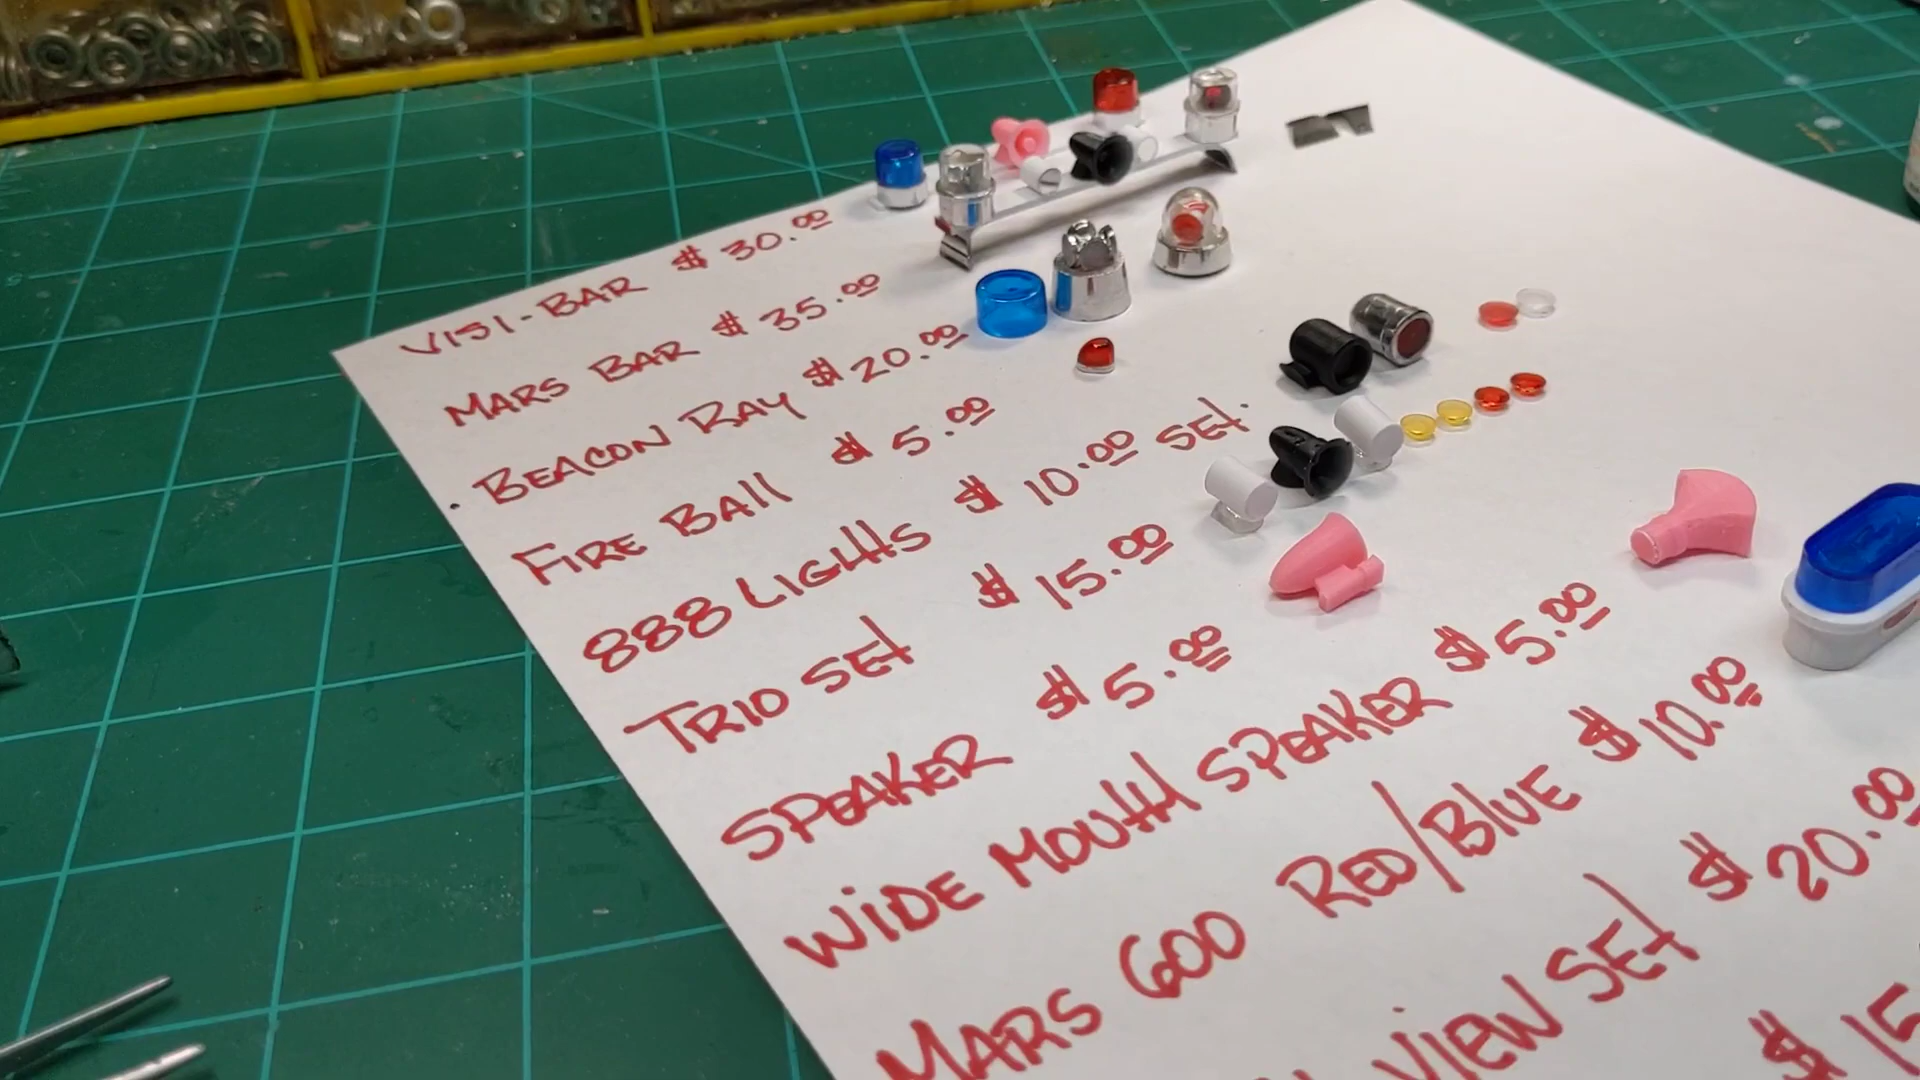 VISI-BAR $30.00
MARS BAR $35.00
BEACON RAY $20.00
FIRE BAll $5.00
888 LIGHtS $10.00 SEt.
TRIO SEt $15.00
SPEAKER $5.00
WIDE MOUtH SPEAKER $5.00
MARS 600 RED/BlUE $10.00
VIEW SEt $20.00
$15